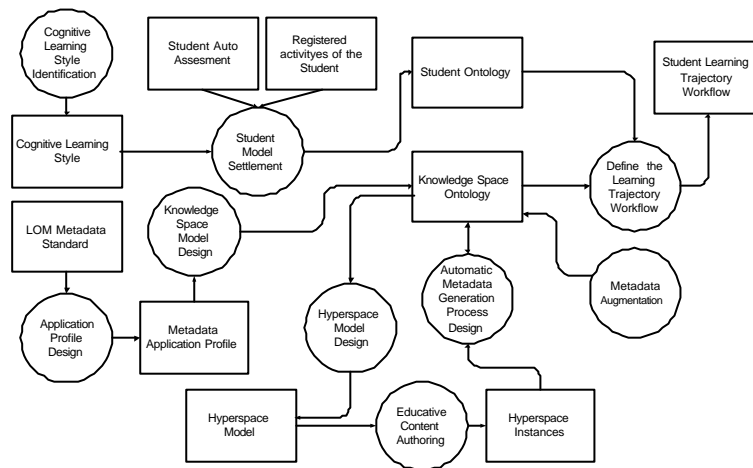 Cognitive
Learning
Style
Identification
Student Auto
Assesment
Registered
activityes of the
Student
Student Ontology
Student Learning
Trajectory
Workflow
Cognitive Learning
Style
Student
Model
Settlement
Knowledge Space
Ontology
Define the
Learning
Trajectory
Workflow
LOM Metadata
Standard
Knowledge
Space
Model
Design
Application
Profile Design
Metadata
Application Profile
Hyperspace
Model
Design
Automatic
Metadata
Generation
Process
Design
Metadata
Augmentation
Hyperspace
Model
Educative
Content
Authoring
Hyperspace
Instances